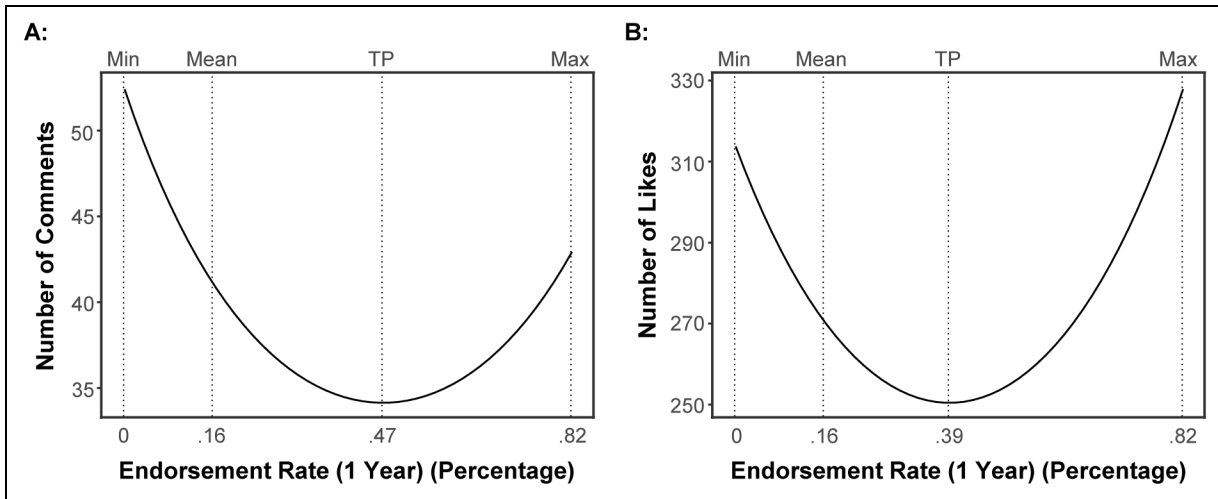 A:
Min Mean TP Max
50
45
40
35
Number of Comments
0 .16 .47 .82
Endorsement Rate (1 Year) (Percentage)
B:
Min Mean TP Max
330
310
290
270
250
Number of Likes
0 .16 .39 .82
Endorsement Rate (1 Year) (Percentage)